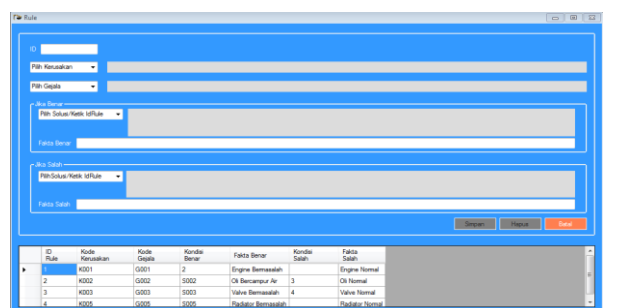 Rule
ID
Pilih Kerusakan
Pilih Gejala
Jika Benar
Pilih Solusi/Ketik IdRule
Fakta Benar
Jika Salah
PilihSolusi/Ketik IdRule
Fakta Salah
Simpan Hapus Batal
ID Rule Kode Kerusakan Kode Gejala Kondisi Benar Fakta Benar Kondisi Salah Fakta Salah
1 K001 G001 2 Engine Bermasalah Engine Normal
2 K002 G002 S002 Oli Bercampur Air 3 Oli Normal
3 K003 G003 S003 Valve Bermasalah 4 Valve Normal
4 K005 G005 S005 Radiator Bermasalah Radiator Normal